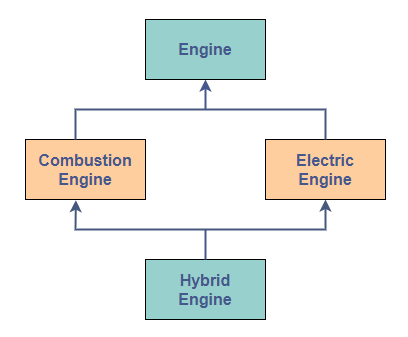 Engine
Combustion
Engine
Electric
Engine
Hybrid
Engine